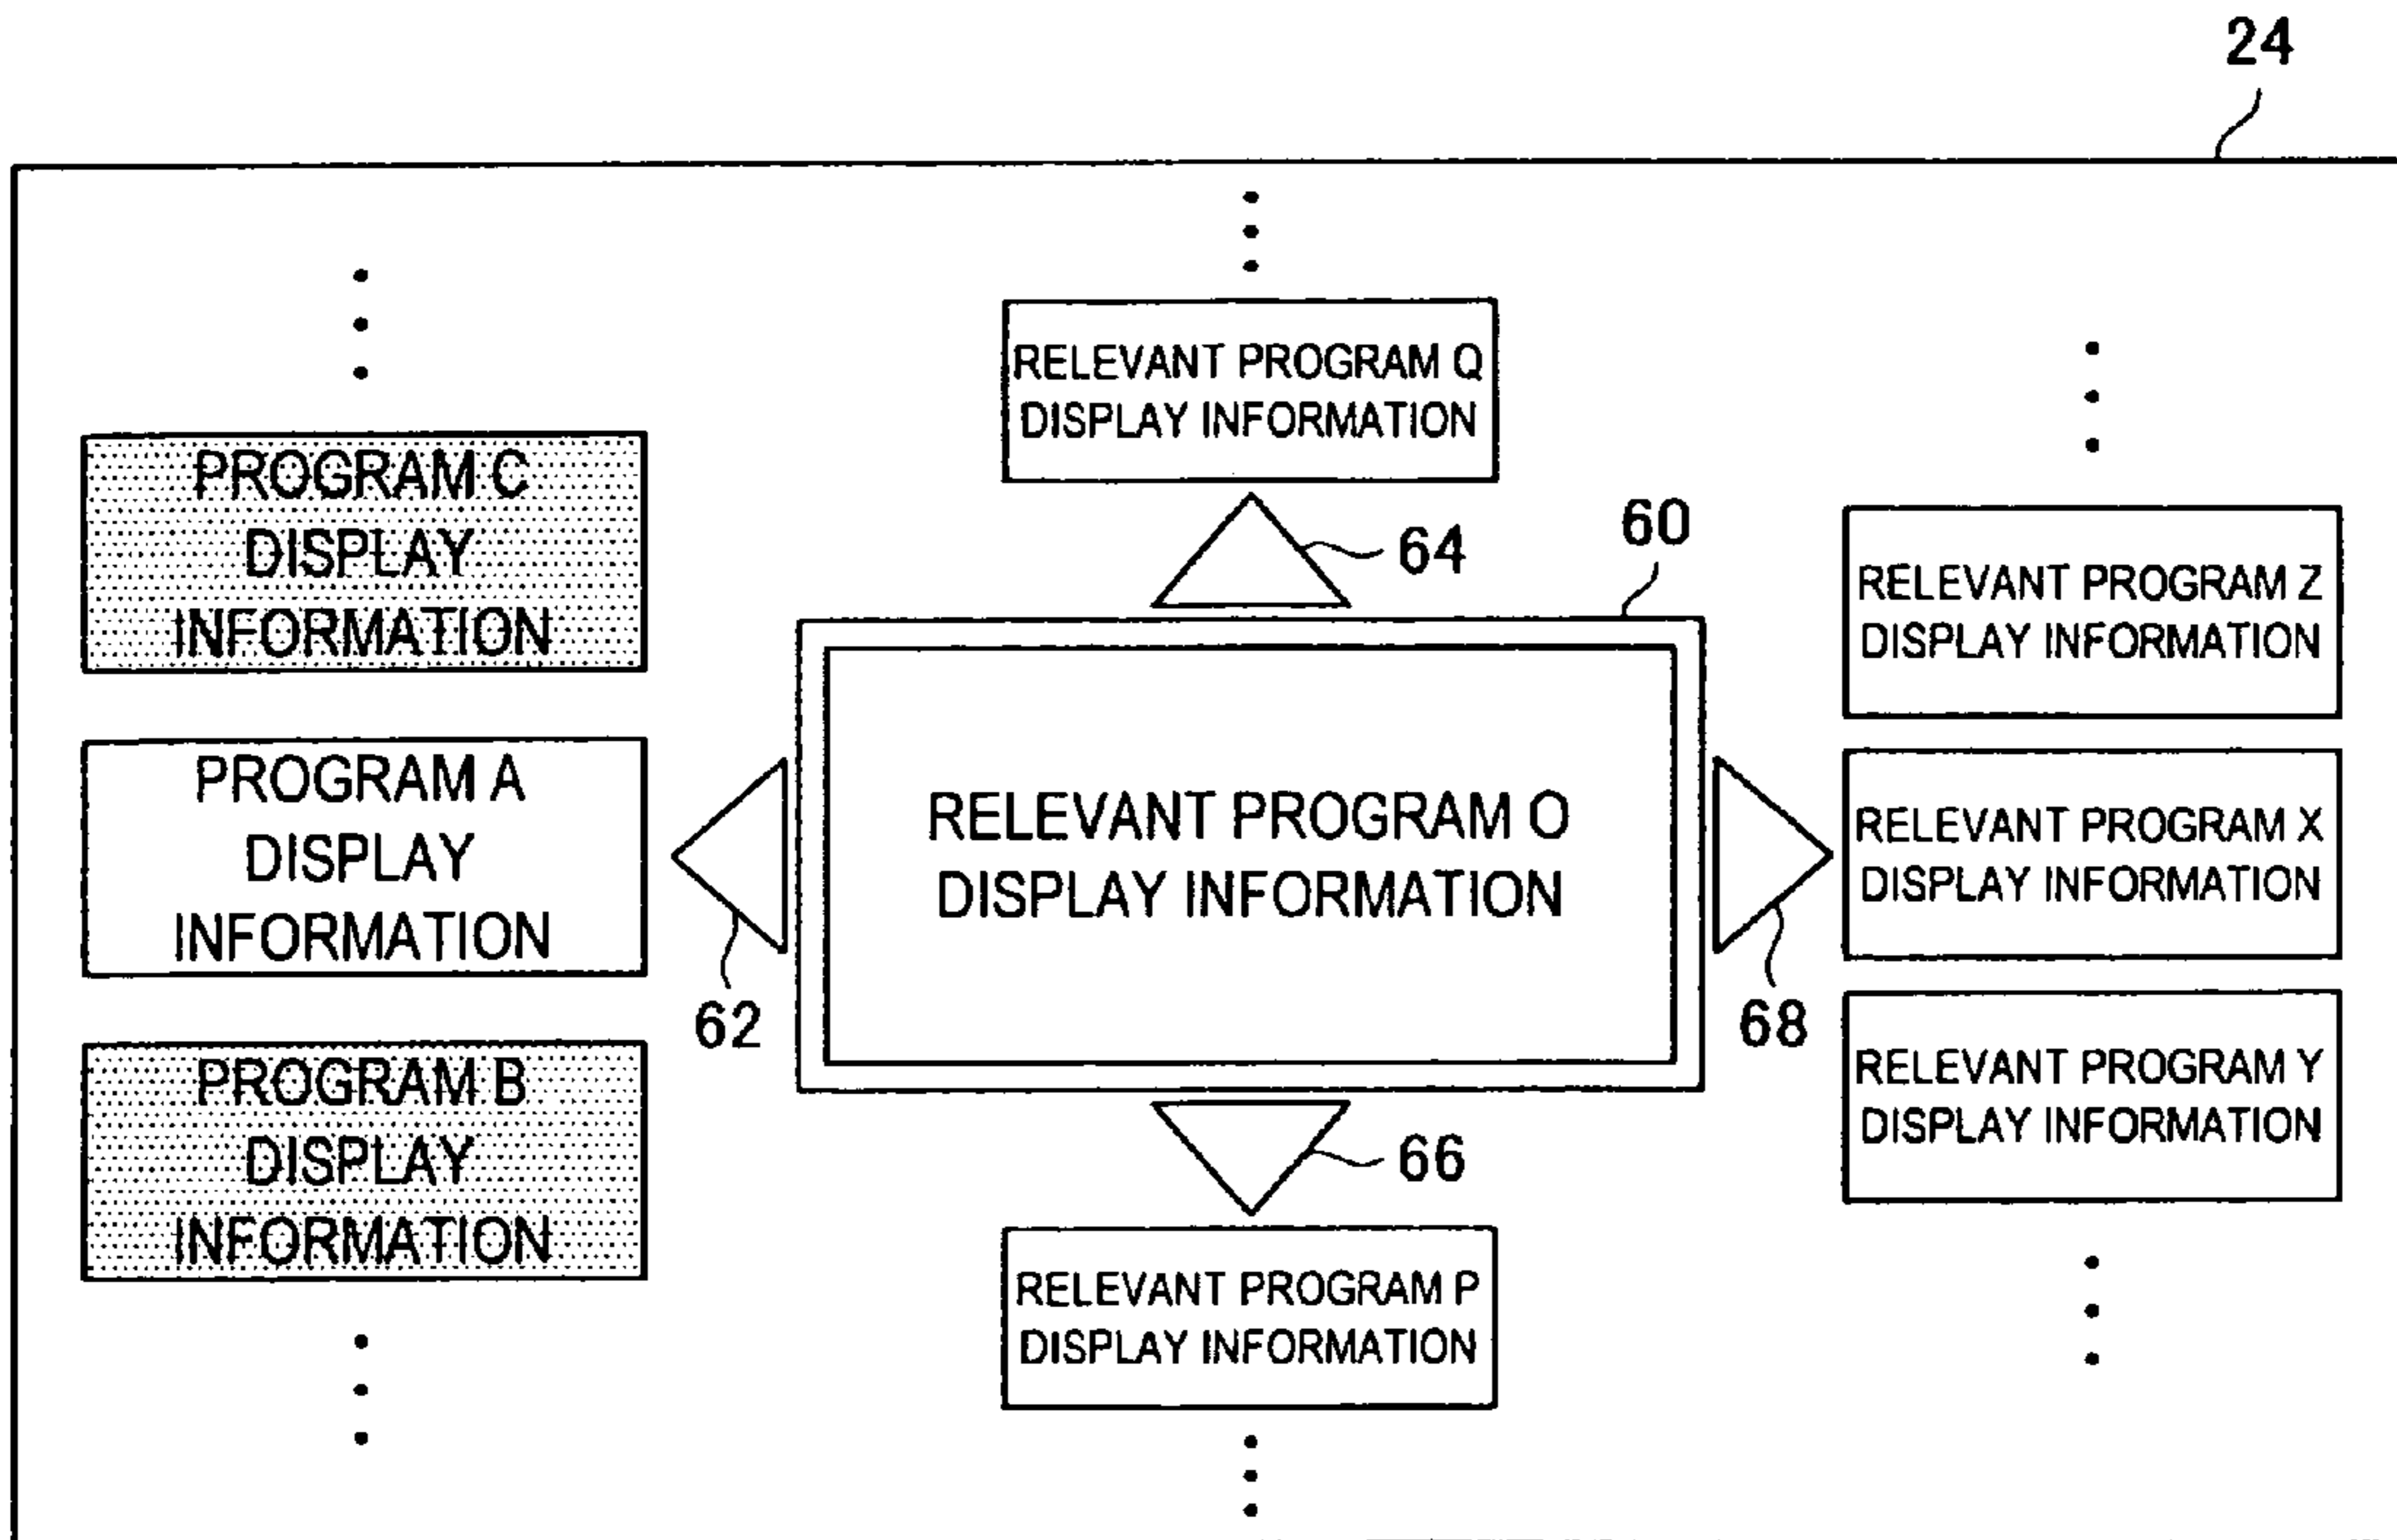 24
PROGRAM C
DISPLAY
INFORMATION
PROGRAM A
DISPLAY
INFORMATION
PROGRAM B
DISPLAY
INFORMATION
RELEVANT PROGRAM Q
DISPLAY INFORMATION
64
60
RELEVANT PROGRAM O
DISPLAY INFORMATION
62
68
66
RELEVANT PROGRAM P
DISPLAY INFORMATION
RELEVANT PROGRAM Z
DISPLAY INFORMATION
RELEVANT PROGRAM X
DISPLAY INFORMATION
RELEVANT PROGRAM Y
DISPLAY INFORMATION